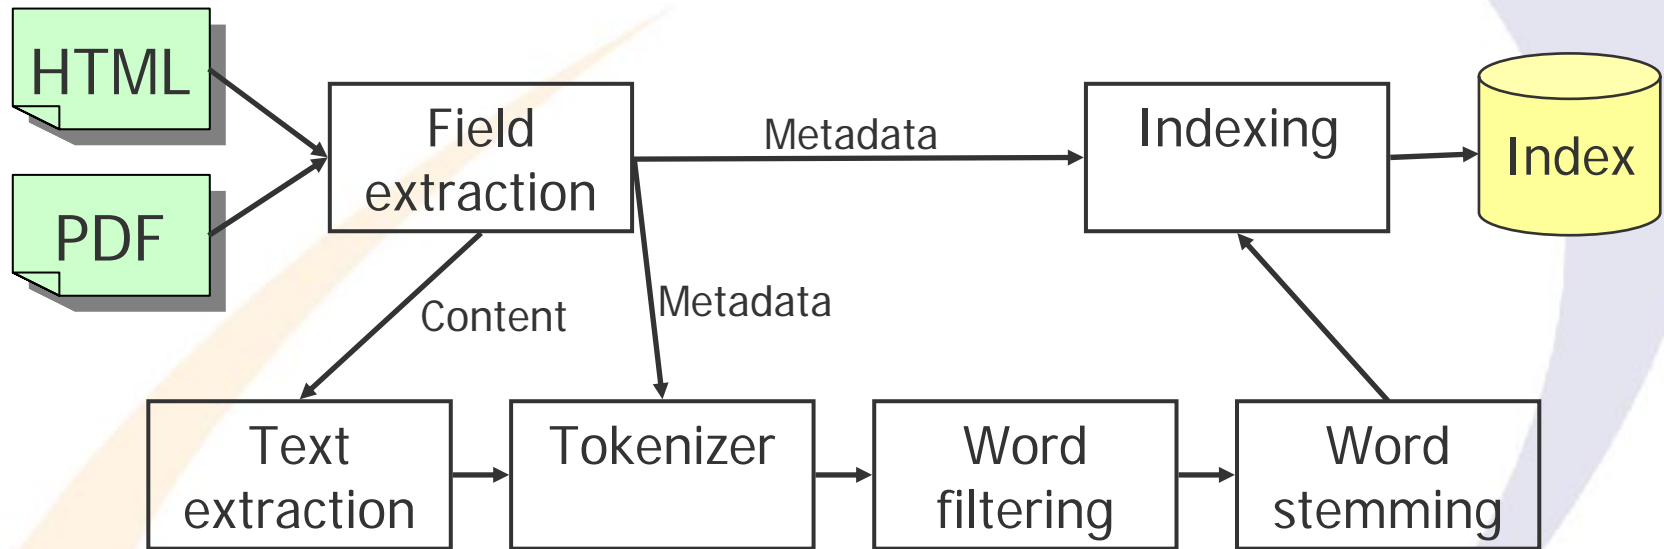 HTML
PDF
Field
extraction
Metadata
Indexing
Index
Content
Metadata
Text
extraction
Tokenizer
Word
filtering
Word
stemming